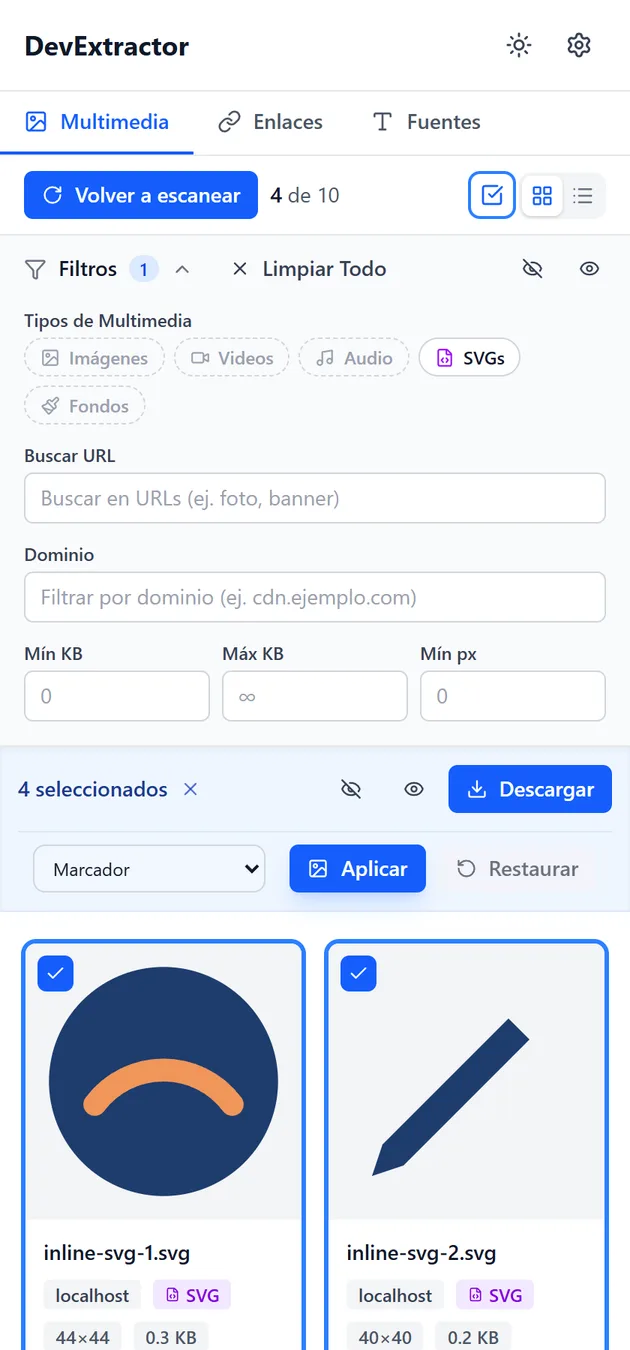 DevExtractor
Multimedia Enlaces Fuentes
Volver a escanear 4 de 10
Filtros 1 Limpiar Todo
Tipos de Multimedia
Imágenes Videos Audio SVGs
Fondos
Buscar URL
Buscar en URLs (ej. foto, banner)
Dominio
Filtrar por dominio (ej. cdn.ejemplo.com)
Mín KB Máx KB Mín px
0 ∞ 0
4 seleccionados Descargar
Marcador Aplicar Restaurar
inline-svg-1.svg inline-svg-2.svg
localhost SVG localhost SVG
44×44 0.3 KB 40×40 0.2 KB